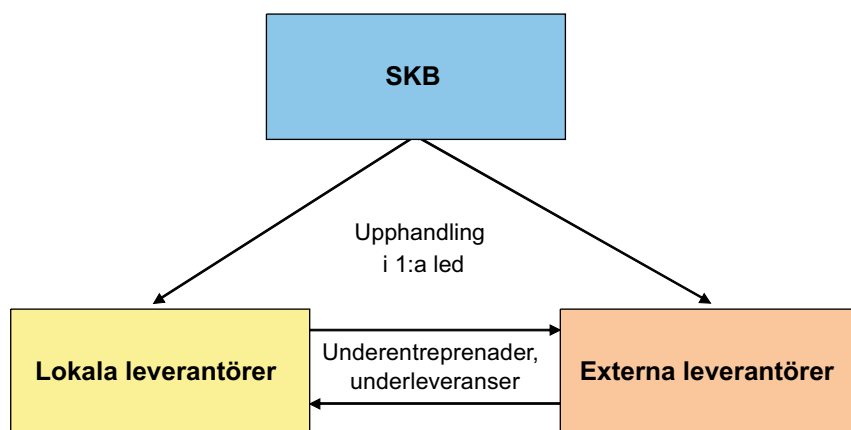 SKB
Upphandling
i 1:a led
Lokala leverantörer
Underentreprenader,
underleveranser
Externa leverantörer